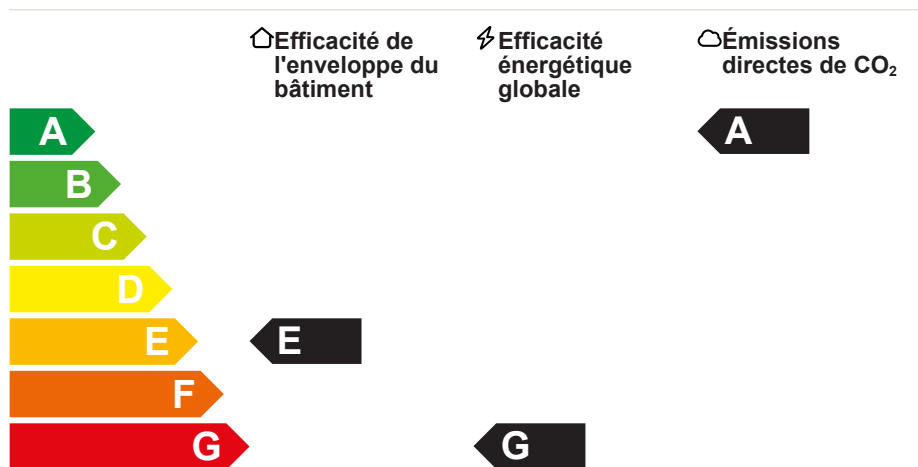 Efficacité de
l'enveloppe du
bâtiment
Efficacité
énergétique
globale
Émissions
directes de CO₂
A
A
B
C
D
E
E
F
G
G